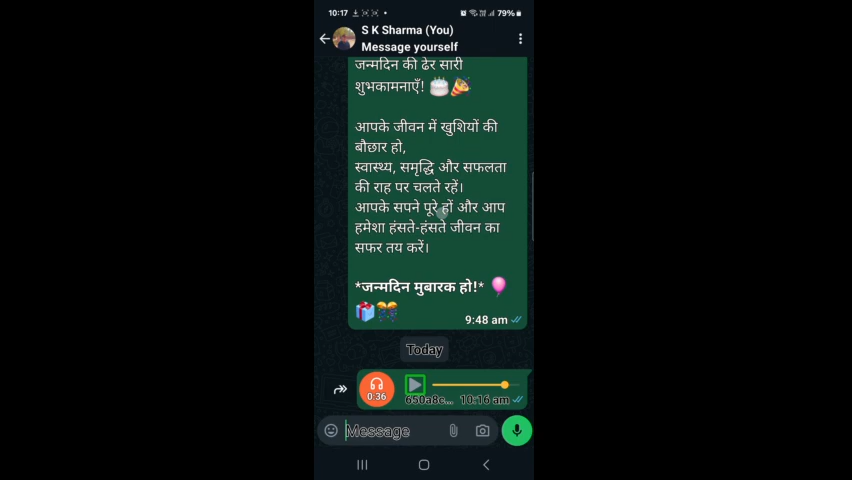 10:17
79%
S K Sharma (You)
Message yourself
जन्मदिन की ढेर सारी
शुभकामनाएँ! 🎂🎉
आपके जीवन में खुशियों की
बौछार हो,
स्वास्थ्य, समृद्धि और सफलता
की राह पर चलते रहें।
आपके सपने पूरे हों और आप
हमेशा हंसते-हंसते जीवन का
सफर तय करें।
*जन्मदिन मुबारक हो!* 🎈
🎁🎊
9:48 am
Today
0:36
650a8c... 10:16 am
Message